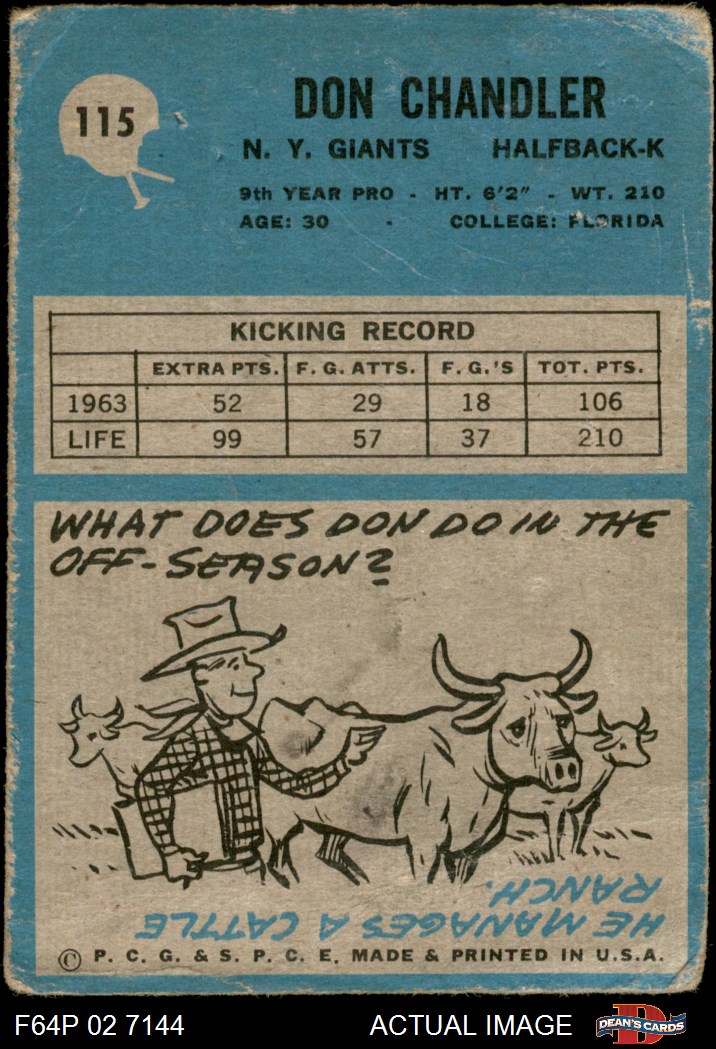 115
DON CHANDLER
N. Y. GIANTS HALFBACK-K
9th YEAR PRO - HT. 6'2" - WT. 210
AGE: 30 - COLLEGE: FLORIDA
KICKING RECORD
EXTRA PTS. F. G. ATTS. F. G.'S TOT. PTS.
1963 52 29 18 106
LIFE 99 57 37 210
WHAT DOES DON DO IN THE
OFF-SEASON?
HE MANAGES A CATTLE
RANCH.
© P. C. G. & S. P. C. E. MADE & PRINTED IN U.S.A.
F64P 02 7144 ACTUAL IMAGE
D
DEAN'S CARDS